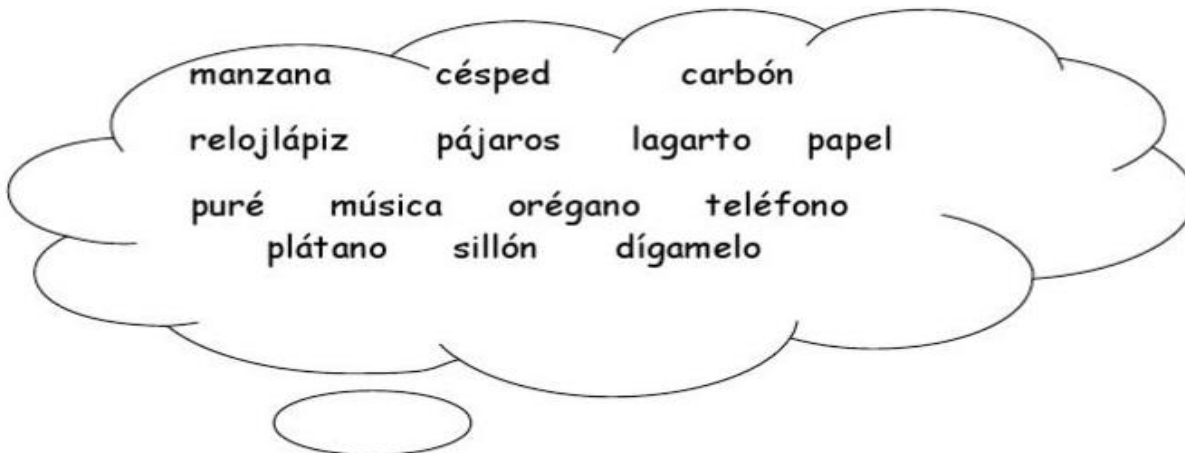 manzana césped carbón
relojlápiz pájaros lagarto papel
puré música orégano teléfono
plátano sillón dígamelo